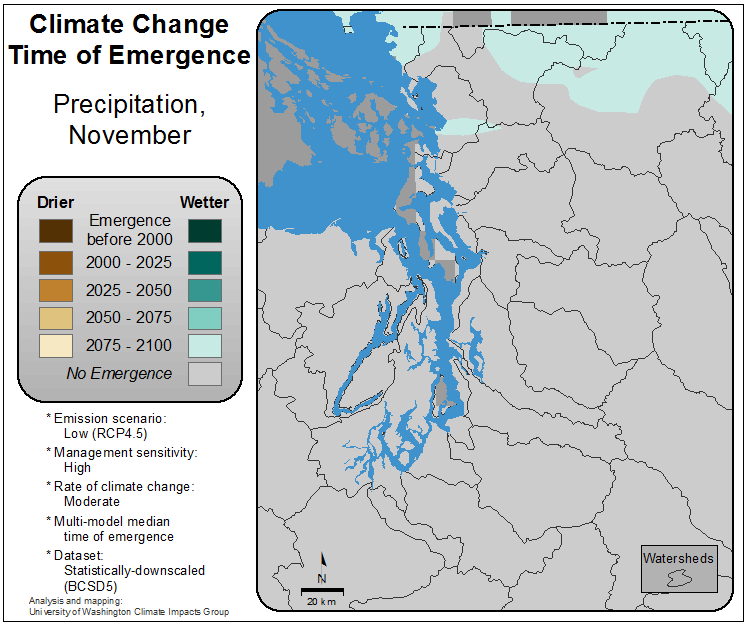 Climate Change
Time of Emergence
Precipitation,
November
Drier
Wetter
Emergence
before 2000
2000 - 2025
2025 - 2050
2050 - 2075
2075 - 2100
No Emergence
* Emission scenario:
Low (RCP4.5)
* Management sensitivity:
High
* Rate of climate change:
Moderate
* Multi-model median
time of emergence
* Dataset:
Statistically-downscaled
(BCSD5)
Analysis and mapping:
University of Washington Climate Impacts Group
N
20 km
Watersheds